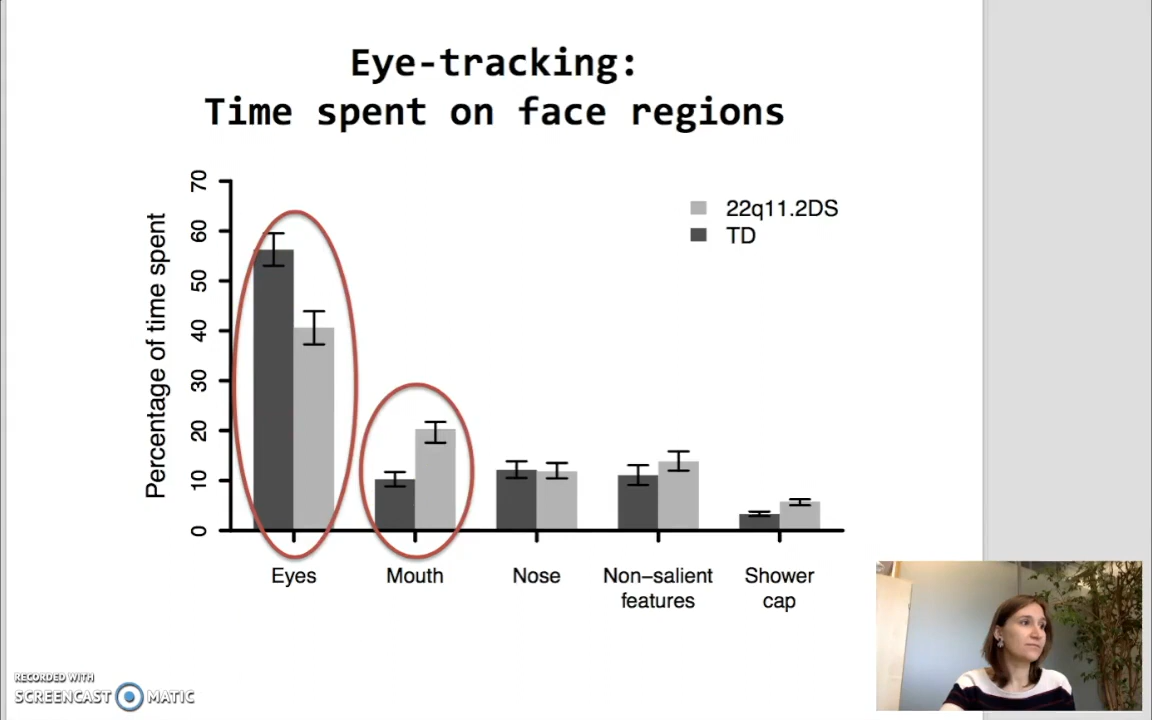 Eye-tracking:
Time spent on face regions
Percentage of time spent
70
60
50
40
30
20
10
0
22q11.2DS
TD
Eyes
Mouth
Nose
Non–salient
features
Shower
cap
RECORDED WITH
SCREENCAST MATIC